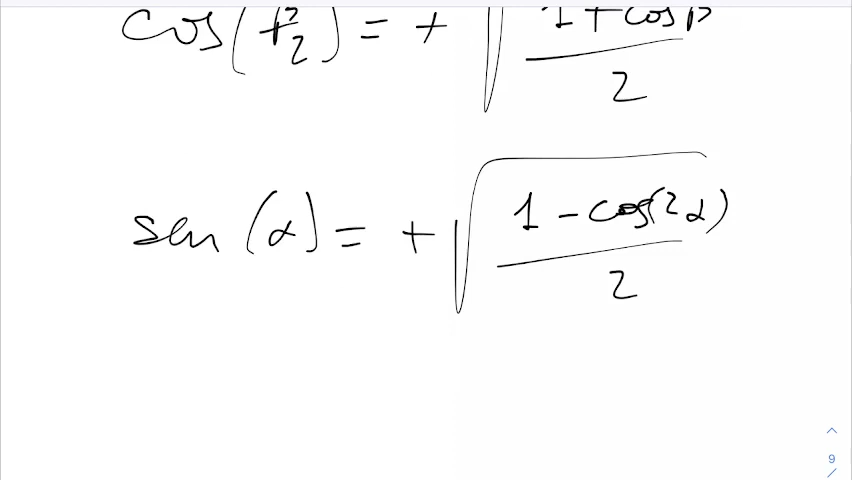 cos(β/2) = + √(1 + cos β / 2)
sen (α) = + √(1 - cos(2α) / 2)
9